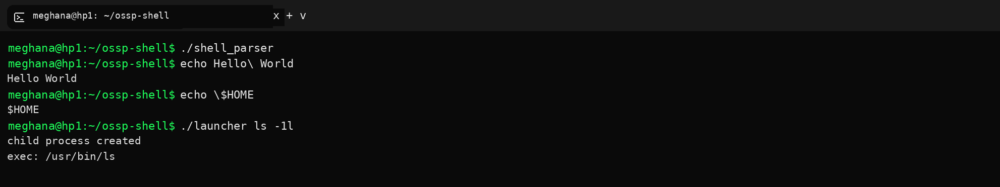 meghana@hp1: ~/ossp-shell x + v
meghana@hp1:~/ossp-shell$ ./shell_parser
meghana@hp1:~/ossp-shell$ echo Hello\ World
Hello World
meghana@hp1:~/ossp-shell$ echo \$HOME
$HOME
meghana@hp1:~/ossp-shell$ ./launcher ls -1l
child process created
exec: /usr/bin/ls